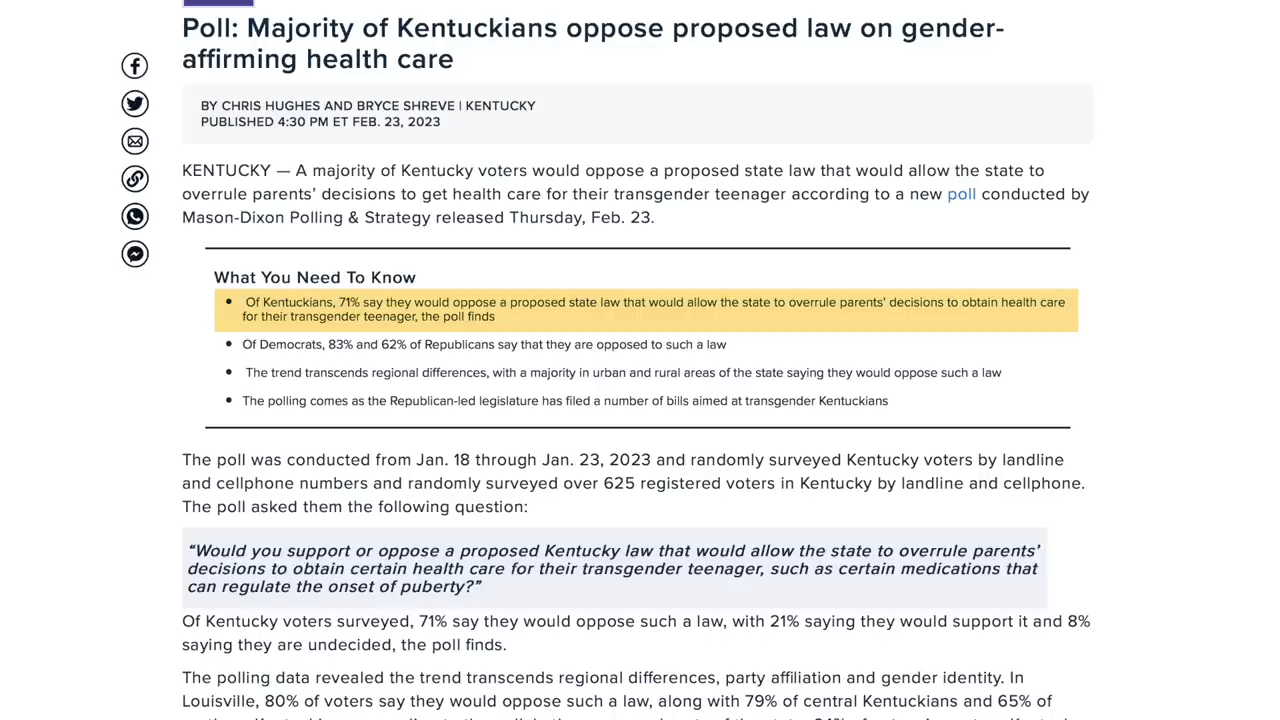 Poll: Majority of Kentuckians oppose proposed law on gender-
affirming health care
BY CHRIS HUGHES AND BRYCE SHREVE | KENTUCKY
PUBLISHED 4:30 PM ET FEB. 23, 2023
KENTUCKY — A majority of Kentucky voters would oppose a proposed state law that would allow the state to
overrule parents’ decisions to get health care for their transgender teenager according to a new poll conducted by
Mason-Dixon Polling & Strategy released Thursday, Feb. 23.
What You Need To Know
Of Kentuckians, 71% say they would oppose a proposed state law that would allow the state to overrule parents’ decisions to obtain health care
for their transgender teenager, the poll finds
Of Democrats, 83% and 62% of Republicans say that they are opposed to such a law
The trend transcends regional differences, with a majority in urban and rural areas of the state saying they would oppose such a law
The polling comes as the Republican-led legislature has filed a number of bills aimed at transgender Kentuckians
The poll was conducted from Jan. 18 through Jan. 23, 2023 and randomly surveyed Kentucky voters by landline
and cellphone numbers and randomly surveyed over 625 registered voters in Kentucky by landline and cellphone.
The poll asked them the following question:
“Would you support or oppose a proposed Kentucky law that would allow the state to overrule parents’
decisions to obtain certain health care for their transgender teenager, such as certain medications that
can regulate the onset of puberty?”
Of Kentucky voters surveyed, 71% say they would oppose such a law, with 21% saying they would support it and 8%
saying they are undecided, the poll finds.
The polling data revealed the trend transcends regional differences, party affiliation and gender identity. In
Louisville, 80% of voters say they would oppose such a law, along with 79% of central Kentuckians and 65% of